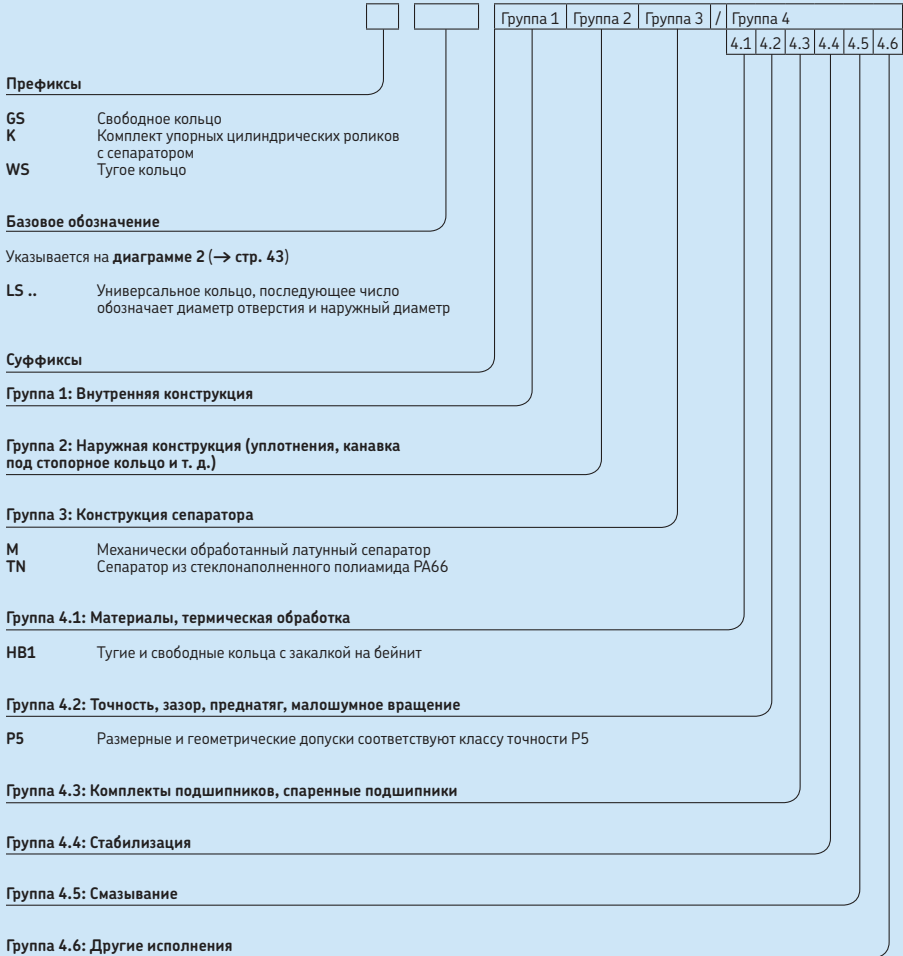 Группа 1 Группа 2 Группа 3 / Группа 4
4.1 4.2 4.3 4.4 4.5 4.6
Префиксы
GS Свободное кольцо
K Комплект упорных цилиндрических роликов
с сепаратором
WS Тугое кольцо
Базовое обозначение
Указывается на диаграмме 2 (→ стр. 43)
LS .. Универсальное кольцо, последующее число
обозначает диаметр отверстия и наружный диаметр
Суффиксы
Группа 1: Внутренняя конструкция
Группа 2: Наружная конструкция (уплотнения, канавка
под стопорное кольцо и т. д.)
Группа 3: Конструкция сепаратора
M Механически обработанный латунный сепаратор
TN Сепаратор из стеклонаполненного полиамида PA66
Группа 4.1: Материалы, термическая обработка
HB1 Тугие и свободные кольца с закалкой на бейнит
Группа 4.2: Точность, зазор, преднатяг, малошумное вращение
P5 Размерные и геометрические допуски соответствуют классу точности P5
Группа 4.3: Комплекты подшипников, спаренные подшипники
Группа 4.4: Стабилизация
Группа 4.5: Смазывание
Группа 4.6: Другие исполнения